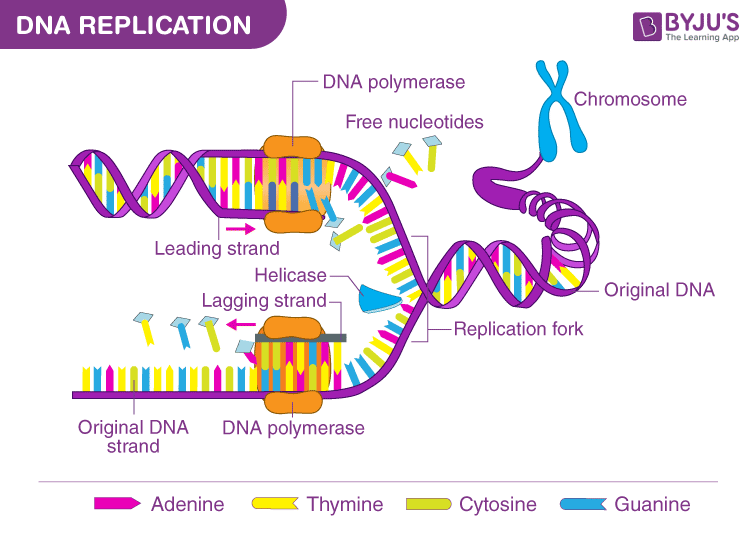 DNA REPLICATION
BYJU'S
The Learning App
DNA polymerase
Chromosome
Free nucleotides
Leading strand
Helicase
Lagging strand
Original DNA
Replication fork
Original DNA
strand
DNA polymerase
Adenine
Thymine
Cytosine
Guanine